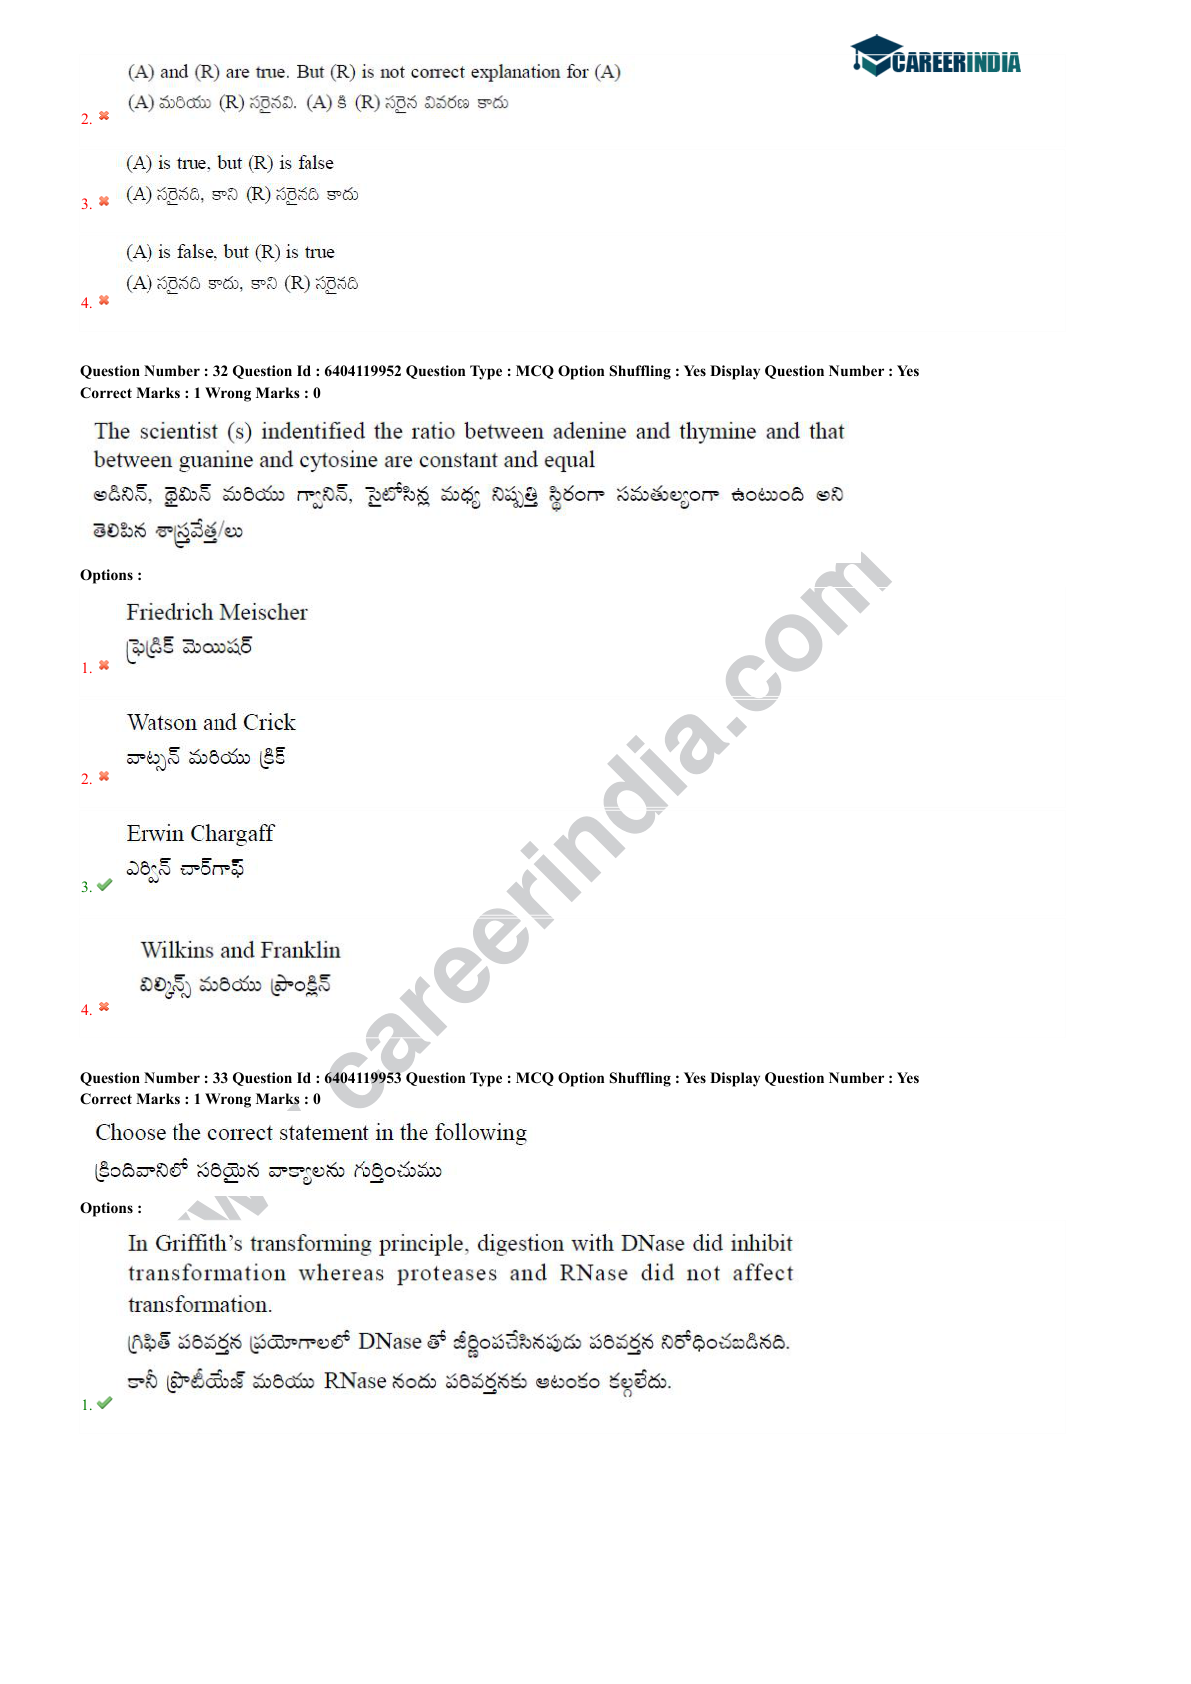 CAREERINDIA
(A) and (R) are true. But (R) is not correct explanation for (A)
(A) మరియు (R) సరైనవి. (A) కి (R) సరైన వివరణ కాదు
2.
(A) is true, but (R) is false
(A) సరైనది, కాని (R) సరైనది కాదు
3.
(A) is false, but (R) is true
(A) సరైనది కాదు, కాని (R) సరైనది
4.
Question Number : 32 Question Id : 6404119952 Question Type : MCQ Option Shuffling : Yes Display Question Number : Yes
Correct Marks : 1 Wrong Marks : 0
The scientist (s) indentified the ratio between adenine and thymine and that
between guanine and cytosine are constant and equal
అడినిన్, థైమిన్ మరియు గ్వానిన్, సైటోసిన్ల మధ్య నిష్పత్తి స్థిరంగా సమతుల్యంగా ఉంటుంది అని
తెలిపిన శాస్త్రవేత్త/లు
Options :
Friedrich Meischer
ఫ్రెడ్రిక్ మెయిషర్
1.
Watson and Crick
వాట్సన్ మరియు క్రిక్
2.
Erwin Chargaff
ఎర్విన్ చార్‌గాఫ్
3.
Wilkins and Franklin
విల్కిన్స్ మరియు ఫ్రాంక్లిన్
4.
Question Number : 33 Question Id : 6404119953 Question Type : MCQ Option Shuffling : Yes Display Question Number : Yes
Correct Marks : 1 Wrong Marks : 0
Choose the correct statement in the following
క్రిందివానిలో సరియైన వాక్యాలను గుర్తించుము
Options :
In Griffith’s transforming principle, digestion with DNase did inhibit
transformation whereas proteases and RNase did not affect
transformation.
గ్రిఫిత్ పరివర్తన ప్రయోగాలలో DNase తో జీర్ణింపచేసినపుడు పరివర్తన నిరోధించబడినది.
కానీ ప్రొటీయేజ్ మరియు RNase నందు పరివర్తనకు ఆటంకం కల్గలేదు.
1.
careerindia.com